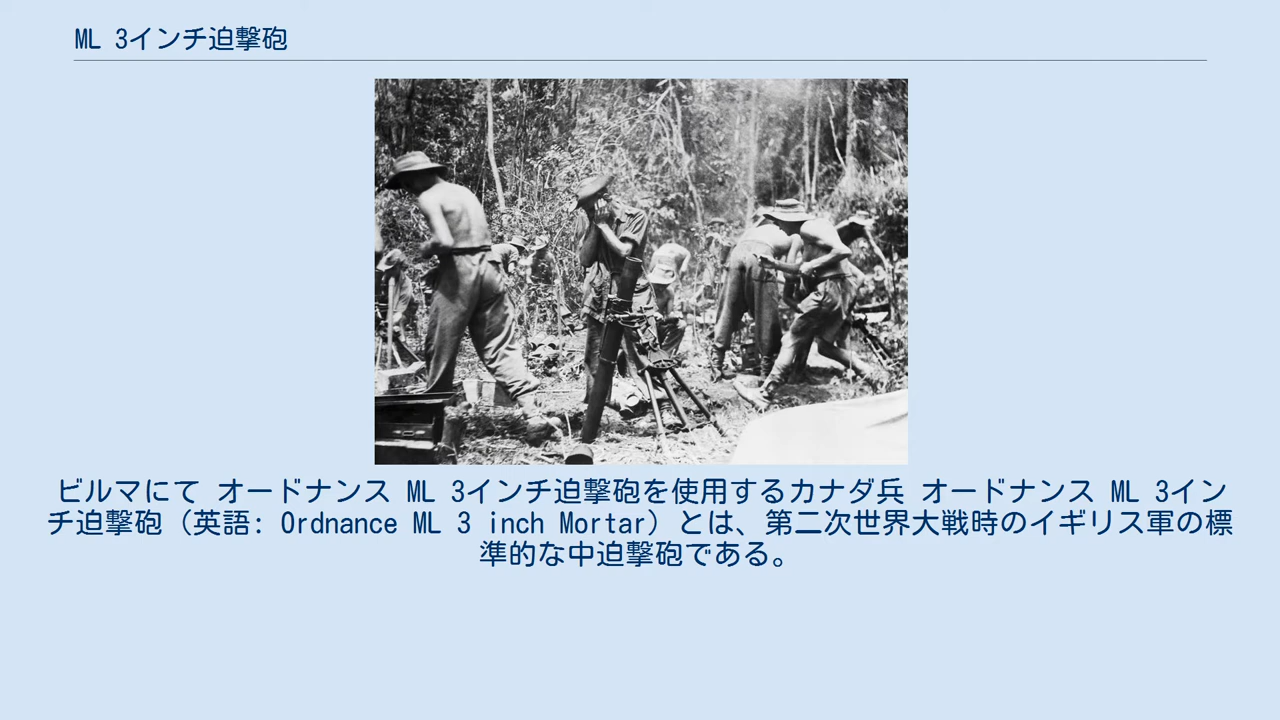 ML 3インチ迫撃砲
ビルマにて オードナンス ML 3インチ迫撃砲を使用するカナダ兵 オードナンス ML 3イン
チ迫撃砲（英語: Ordnance ML 3 inch Mortar）とは、第二次世界大戦時のイギリス軍の標
準的な中迫撃砲である。